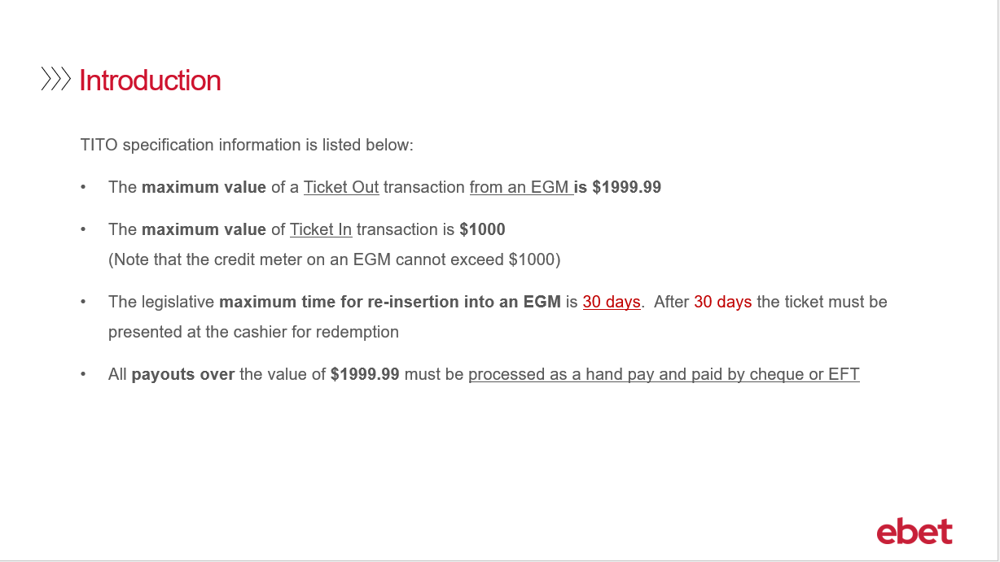 Introduction
TITO specification information is listed below:
• The maximum value of a Ticket Out transaction from an EGM is $1999.99
• The maximum value of Ticket In transaction is $1000
(Note that the credit meter on an EGM cannot exceed $1000)
• The legislative maximum time for re-insertion into an EGM is 30 days.  After 30 days the ticket must be
presented at the cashier for redemption
• All payouts over the value of $1999.99 must be processed as a hand pay and paid by cheque or EFT
ebet